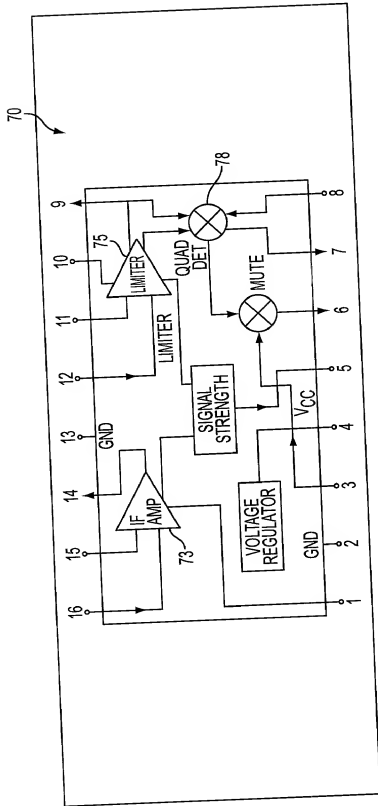 70
16 15 14 13 12 11 10 9
GND
IF
AMP
73
75
LIMITER
LIMITER
QUAD
DET
78
SIGNAL
STRENGTH
MUTE
VOLTAGE
REGULATOR
VCC
GND
1 2 3 4 5 6 7 8